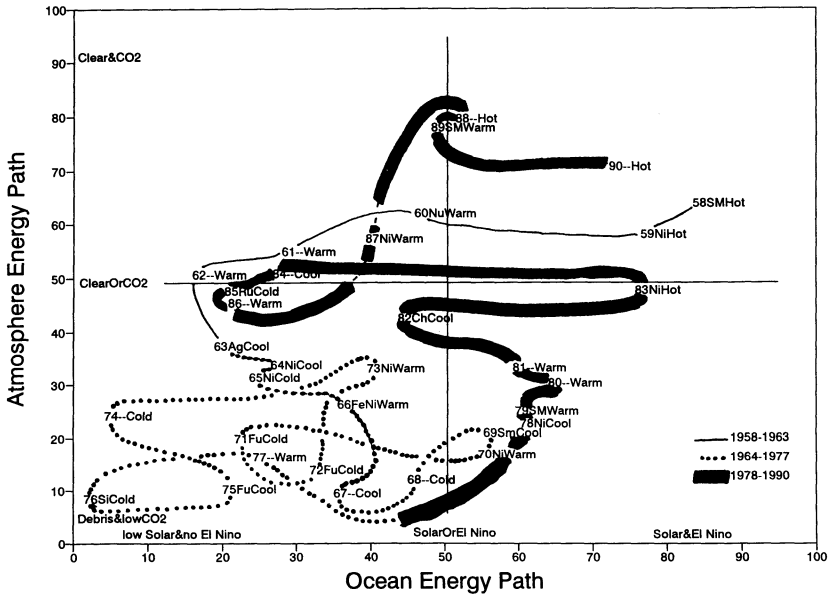 100
90
80
70
60
50
40
30
20
10
0
Atmosphere Energy Path
Clear&CO2
88--Hot
89SMWarm
90--Hot
58SMHot
60NuWarm
59NiHot
87NiWarm
61--Warm
62--Warm
84--Cool
ClearOrCO2
85RuCold
83NiHot
86--Warm
82ChCool
63AgCool
64NiCool
73NiWarm
81--Warm
65NiCold
80--Warm
66FeNiWarm
74--Cold
79SMWarm
78NiCool
71FuCold
69SmCool
1958-1963
77--Warm
70NiWarm
1964-1977
72FuCold
68--Cold
1978-1990
75FuCool
67--Cool
76SiCold
Debris&lowCO2
low Solar&no El Nino
SolarOrEl Nino
Solar&El Nino
0 10 20 30 40 50 60 70 80 90 100
Ocean Energy Path